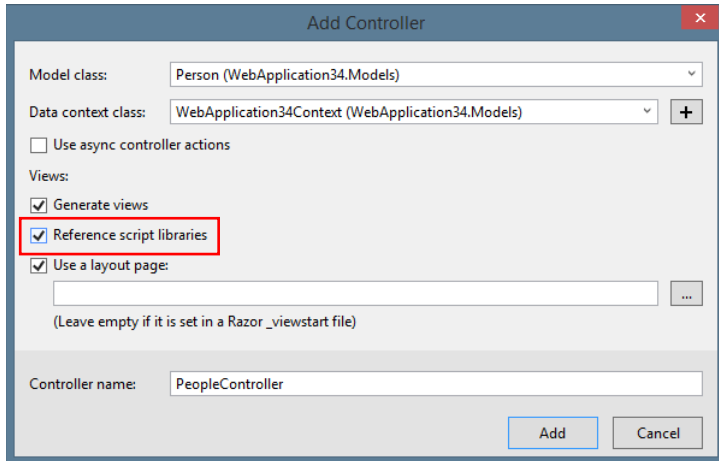 Add Controller
Model class: Person (WebApplication34.Models)
Data context class: WebApplication34Context (WebApplication34.Models) +
Use async controller actions
Views:
Generate views
Reference script libraries
Use a layout page:
...
(Leave empty if it is set in a Razor _viewstart file)
Controller name: PeopleController
Add Cancel